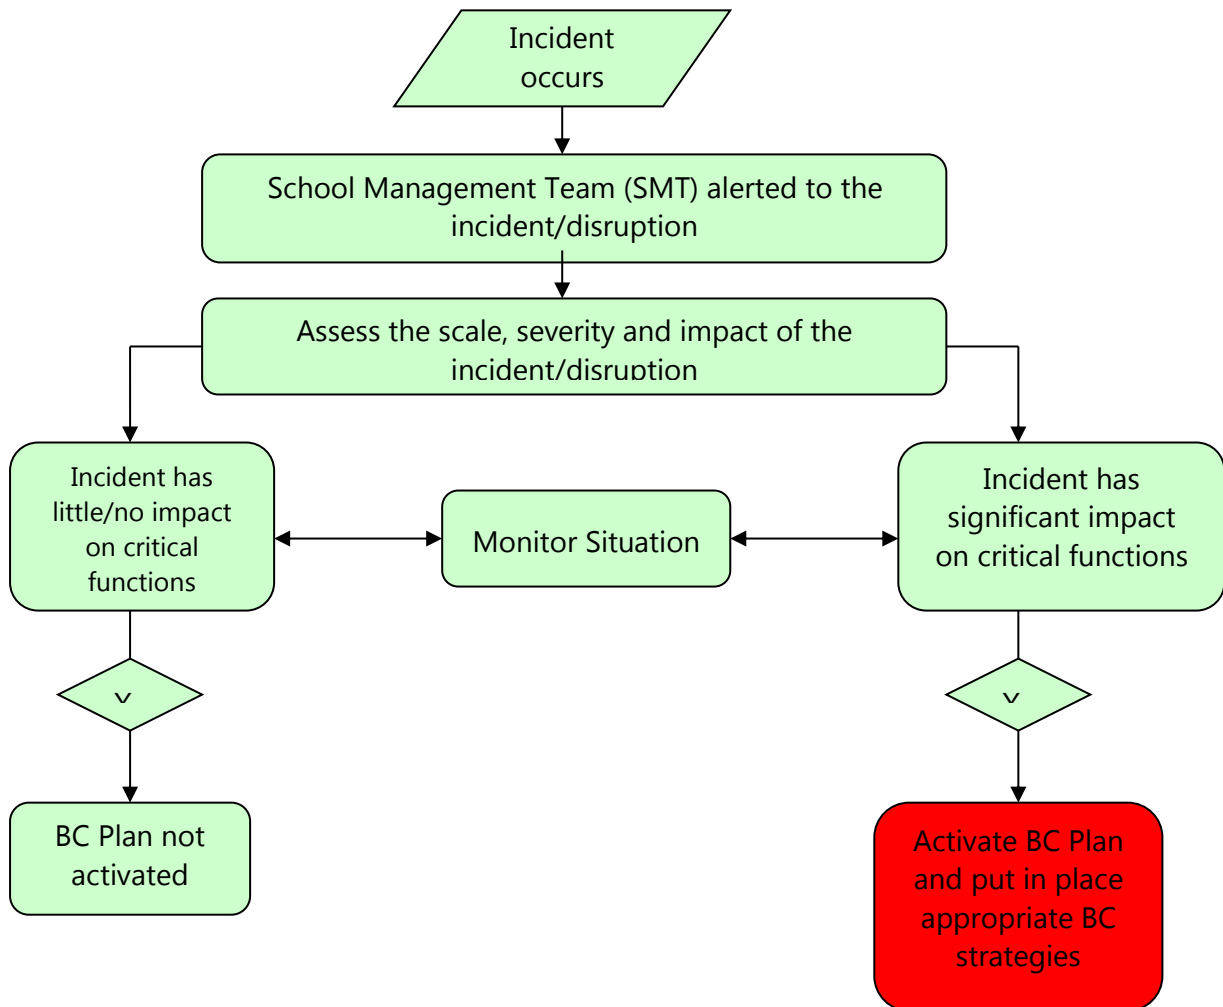 Incident
occurs
School Management Team (SMT) alerted to the
incident/disruption
Assess the scale, severity and impact of the
incident/disruption
Incident has
little/no impact
on critical
functions
Monitor Situation
Incident has
significant impact
on critical functions
BC Plan not
activated
Activate BC Plan
and put in place
appropriate BC
strategies